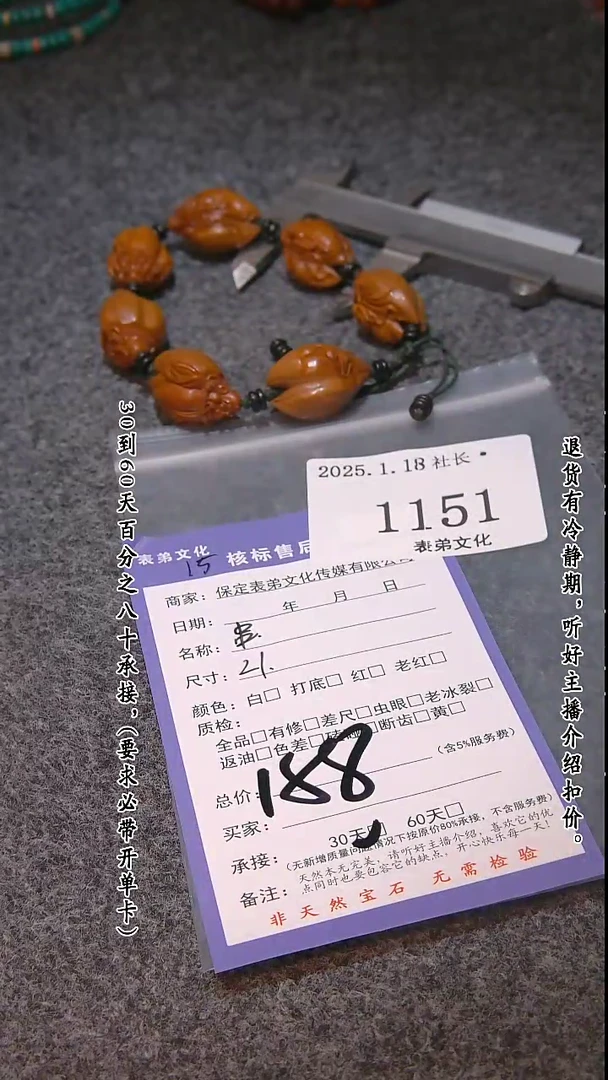 30到60天百分之八十承接，（要求必带开单卡）
退货有冷静期，听好主播介绍扣价。
2025.1.18 社长
1151
表弟文化
表弟文化 核标售后
15
商家：保定表弟文化传媒有限公司
日期： 年 月 日
名称：串
尺寸：21.
颜色：白□ 打底□ 红□ 老红□
质检：
全品□有修□差尺□虫眼□老冰裂□
返油□色差□磕碰□断齿□黄□
总价：188（含5%服务费）
买家：
承接：30天 60天□
（无新增质量问题情况下按原价80%承接，不含服务费）
备注：天然本无完美，请听好主播介绍，喜欢它的优
点同时也要包容它的缺点，开心快乐每一天！
非天然宝石 无需检验